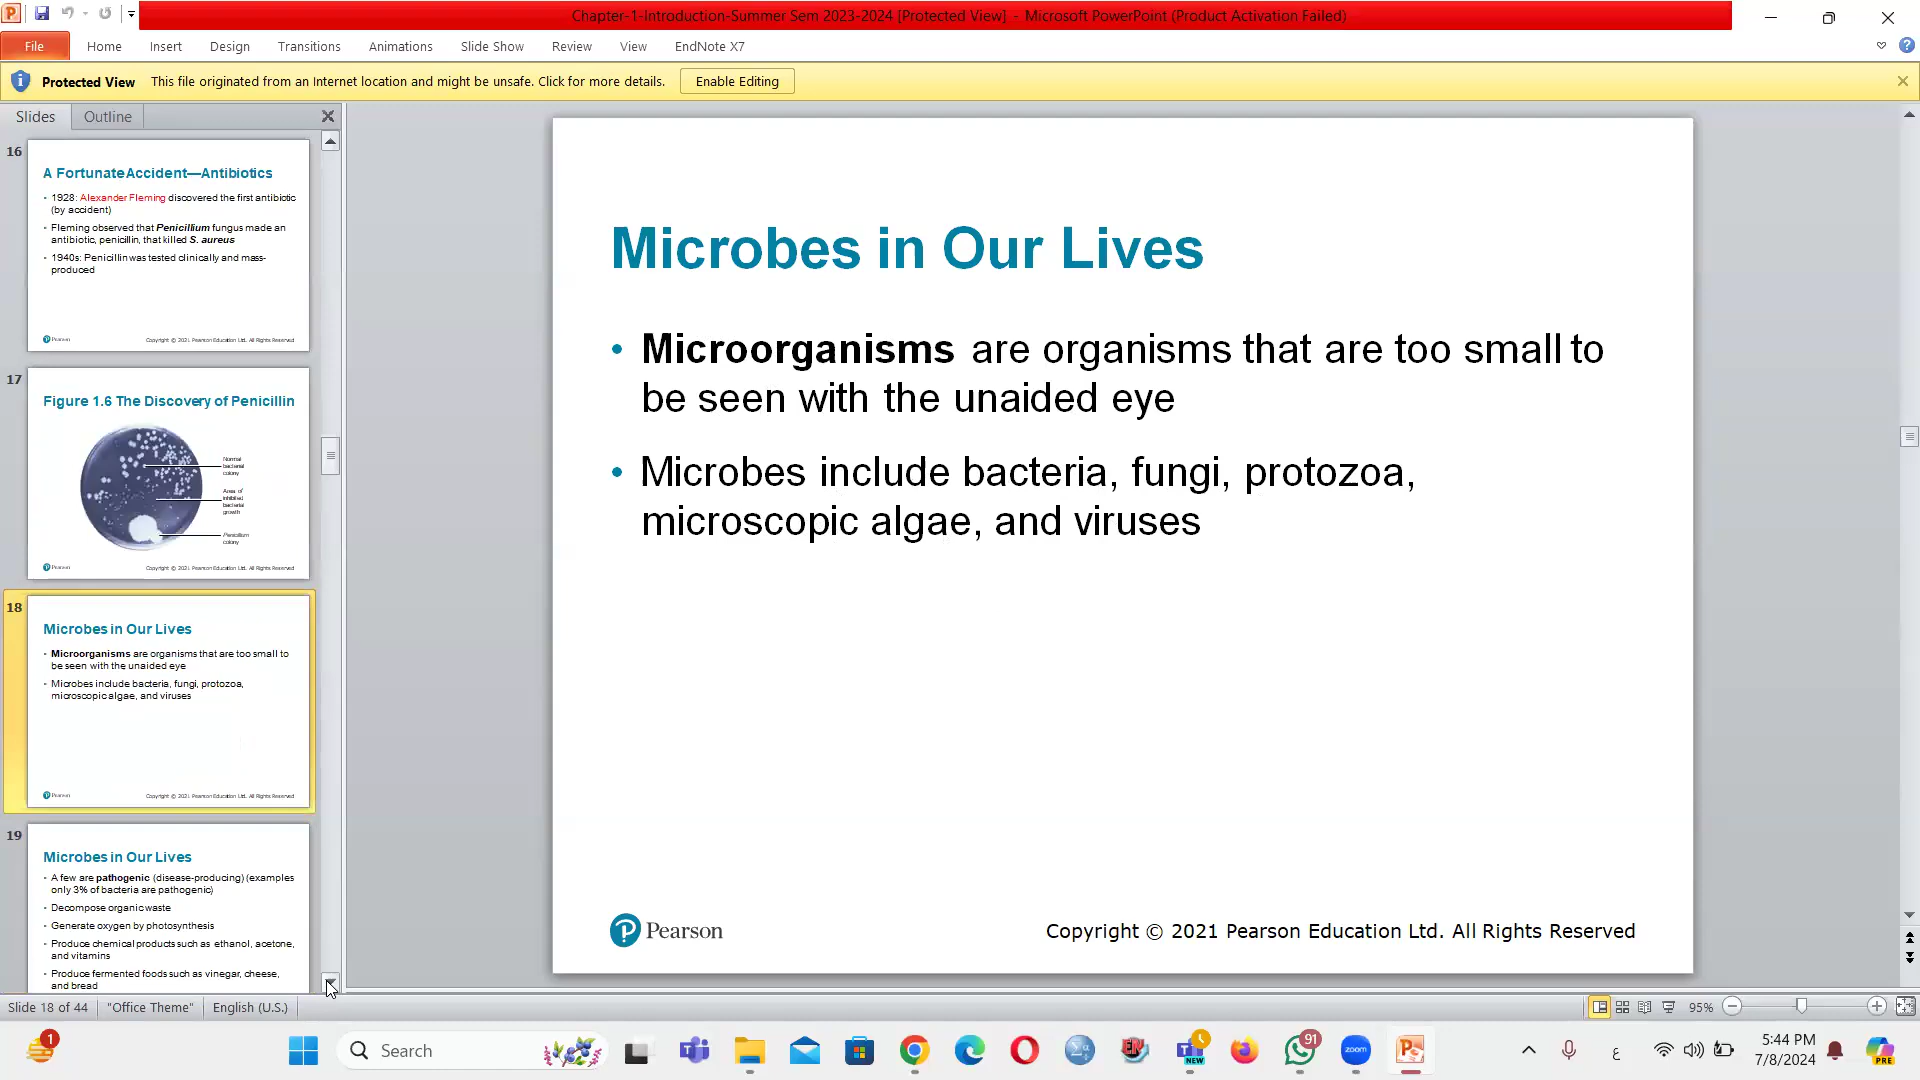 Chapter-1-Introduction-Summer Sem 2023-2024 [Protected View] - Microsoft PowerPoint (Product Activation Failed)
File Home Insert Design Transitions Animations Slide Show Review View EndNote X7
Protected View This file originated from an Internet location and might be unsafe. Click for more details. Enable Editing
Slides Outline
16
A Fortunate Accident—Antibiotics
• 1928: Alexander Fleming discovered the first antibiotic
(by accident)
• Fleming observed that Penicillium fungus made an
antibiotic, penicillin, that killed S. aureus
• 1940s: Penicillin was tested clinically and mass-
produced
Pearson
Copyright © 2021 Pearson Education Ltd. All Rights Reserved
17
Figure 1.6 The Discovery of Penicillin
Normal
bacterial
colony
Area of
inhibited
bacterial
growth
Penicillium
colony
Pearson
Copyright © 2021 Pearson Education Ltd. All Rights Reserved
18
Microbes in Our Lives
• Microorganisms are organisms that are too small to
be seen with the unaided eye
• Microbes include bacteria, fungi, protozoa,
microscopic algae, and viruses
Pearson
Copyright © 2021 Pearson Education Ltd. All Rights Reserved
19
Microbes in Our Lives
• A few are pathogenic (disease-producing) (examples
only 3% of bacteria are pathogenic)
• Decompose organic waste
• Generate oxygen by photosynthesis
• Produce chemical products such as ethanol, acetone,
and vitamins
• Produce fermented foods such as vinegar, cheese,
and bread
Microbes in Our Lives
• Microorganisms are organisms that are too small to
be seen with the unaided eye
• Microbes include bacteria, fungi, protozoa,
microscopic algae, and viruses
Pearson
Copyright © 2021 Pearson Education Ltd. All Rights Reserved
Slide 18 of 44 "Office Theme" English (U.S.) 95%
1
Search
NEW
91
zoom
ع
5:44 PM
7/8/2024
PRE